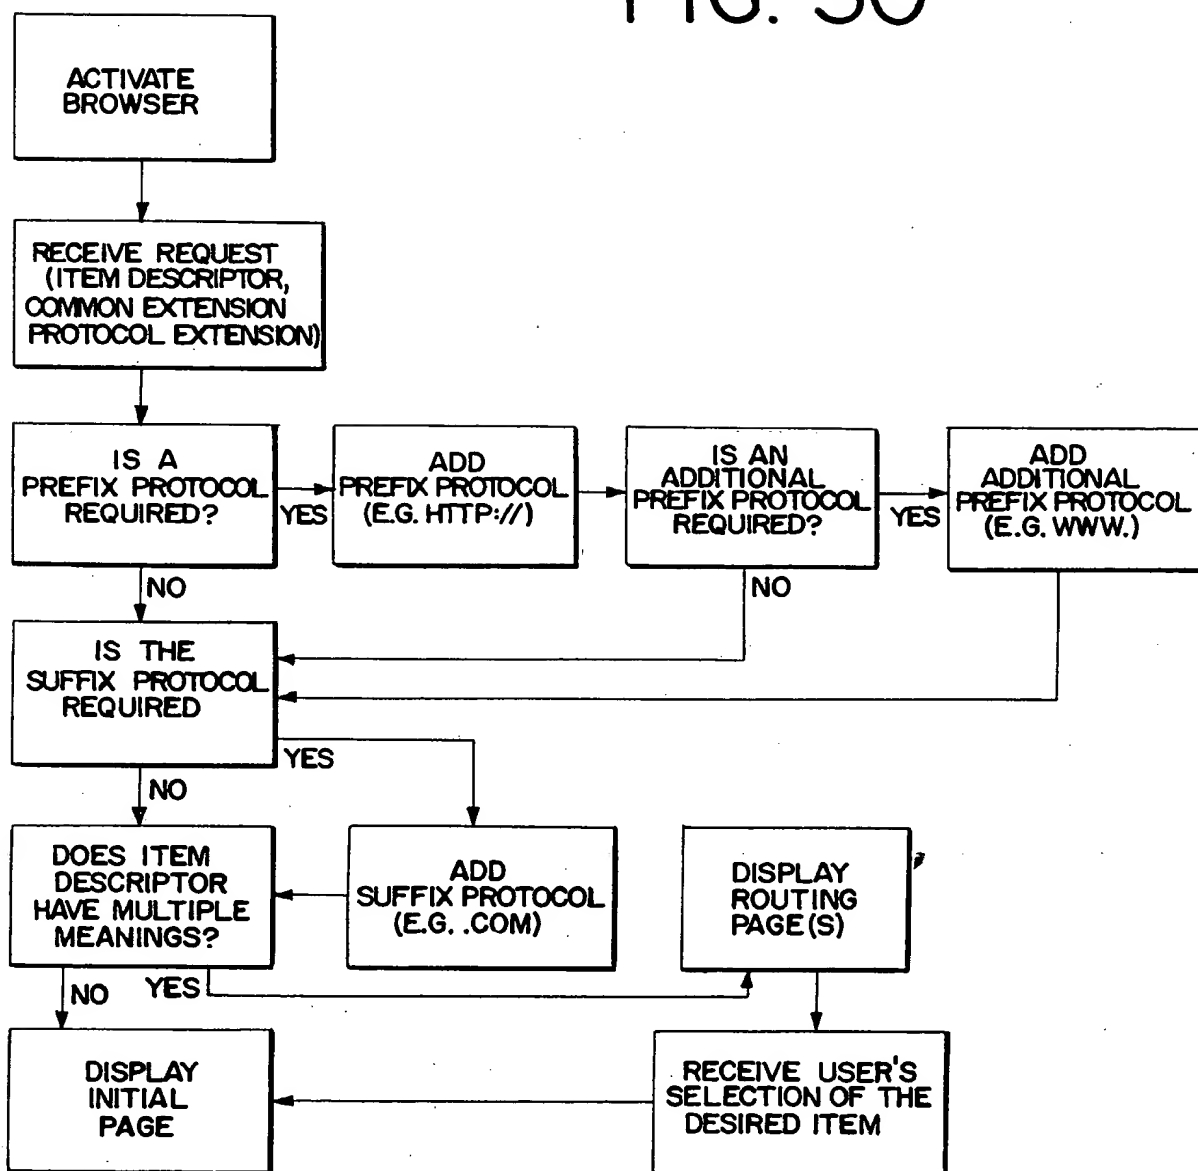 FIG. 30
ACTIVATE
BROWSER
RECEIVE REQUEST
(ITEM DESCRIPTOR,
COMMON EXTENSION
PROTOCOL EXTENSION)
IS A
PREFIX PROTOCOL
REQUIRED?
YES
ADD
PREFIX PROTOCOL
(E.G. HTTP://)
IS AN
ADDITIONAL
PREFIX PROTOCOL
REQUIRED?
YES
ADD
ADDITIONAL
PREFIX PROTOCOL
(E.G. WWW.)
NO
NO
IS THE
SUFFIX PROTOCOL
REQUIRED
YES
NO
DOES ITEM
DESCRIPTOR
HAVE MULTIPLE
MEANINGS?
ADD
SUFFIX PROTOCOL
(E.G. .COM)
DISPLAY
ROUTING
PAGE(S)
NO
YES
DISPLAY
INITIAL
PAGE
RECEIVE USER'S
SELECTION OF THE
DESIRED ITEM